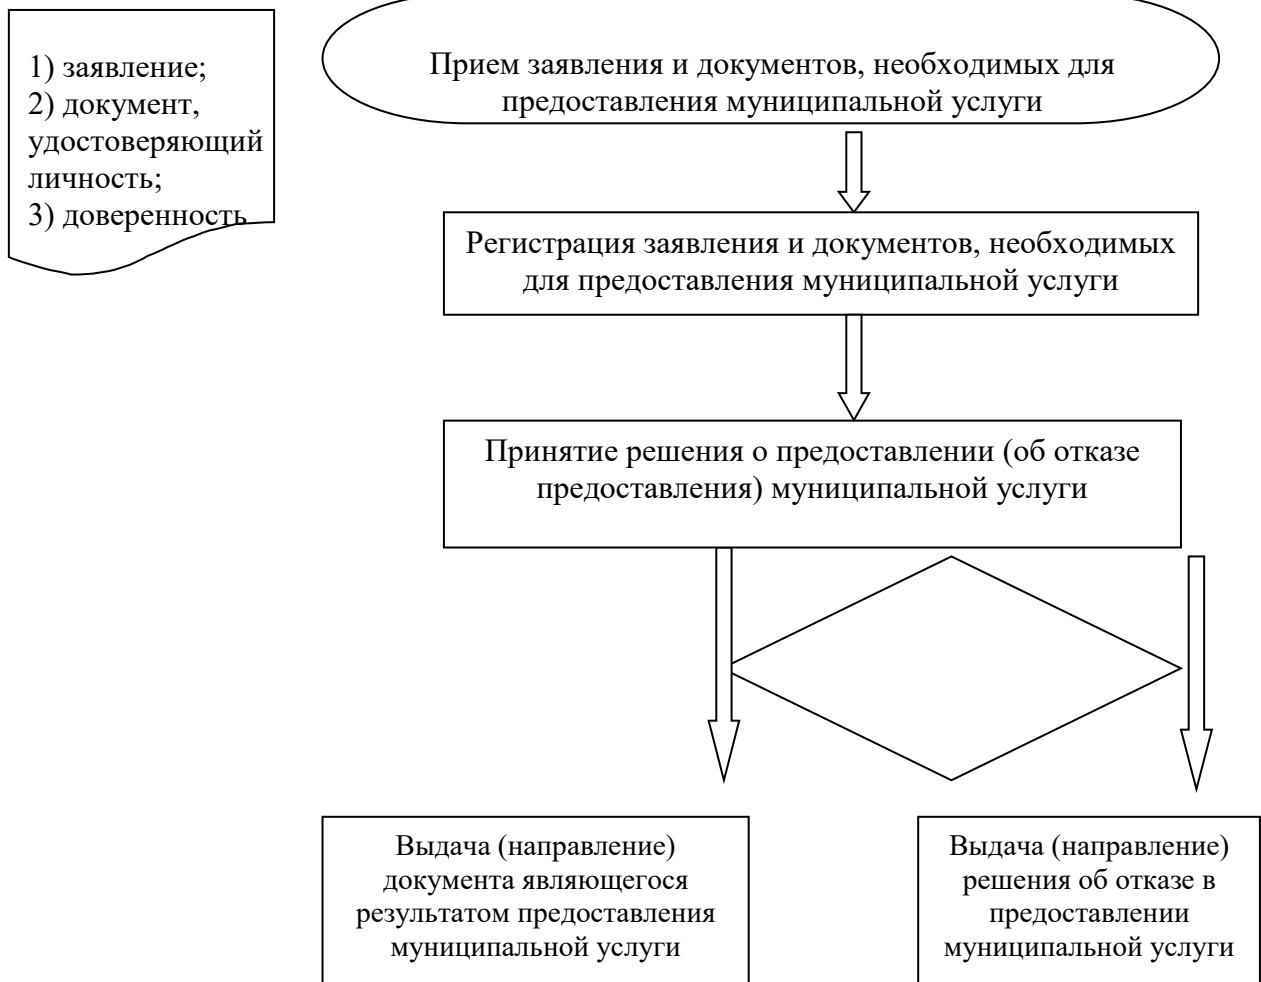 1) заявление;
2) документ,
удостоверяющий
личность;
3) доверенность
Прием заявления и документов, необходимых для
предоставления муниципальной услуги
Регистрация заявления и документов, необходимых
для предоставления муниципальной услуги
Принятие решения о предоставлении (об отказе
предоставления) муниципальной услуги
Выдача (направление)
документа являющегося
результатом предоставления
муниципальной услуги
Выдача (направление)
решения об отказе в
предоставлении
муниципальной услуги